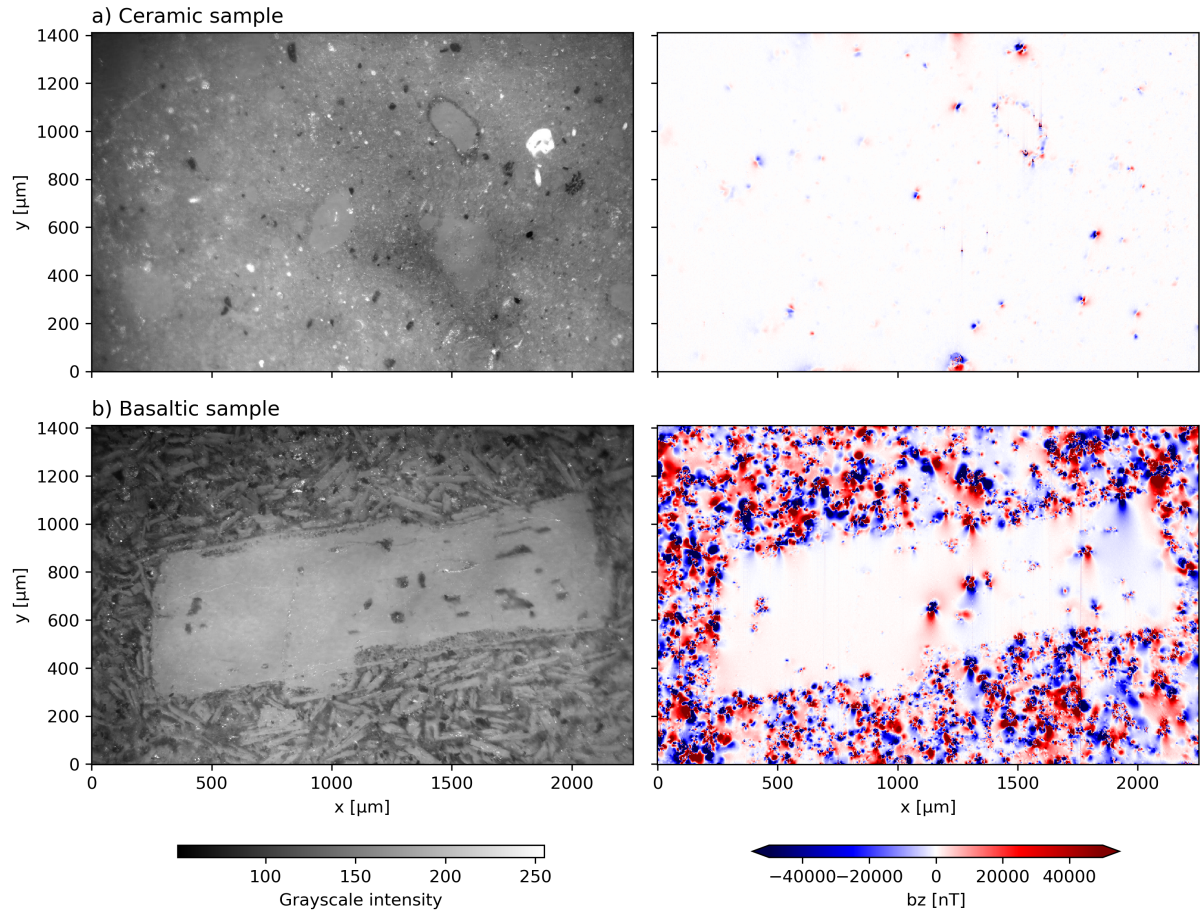 a) Ceramic sample
1400
1200
1000
800
600
400
200
0
y [µm]
b) Basaltic sample
1400
1200
1000
800
600
400
200
0
y [µm]
0 500 1000 1500 2000
x [µm]
0 500 1000 1500 2000
x [µm]
100 150 200 250
Grayscale intensity
−40000 −20000 0 20000 40000
bz [nT]